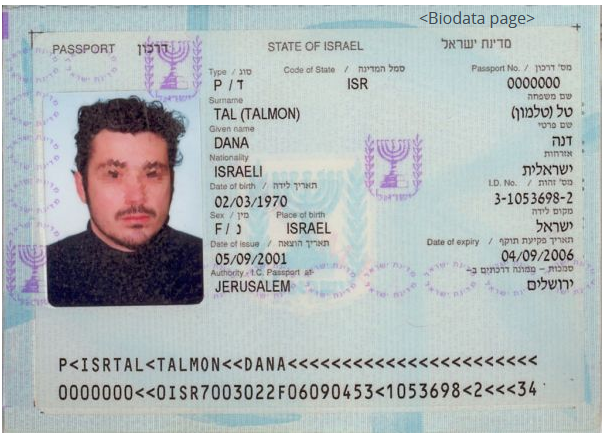 <Biodata page>
PASSPORT דרכון STATE OF ISRAEL מדינת ישראל
Type / סוג Code of State / סמל המדינה Passport No. / מס' דרכון
P / ד ISR 0000000
Surname שם משפחה
TAL (TALMON) טל (טלמון)
Given name שם פרטי
DANA דנה
Nationality אזרחות
ISRAELI ישראלית
Date of birth / תאריך לידה I.D. No. / מס' זהות
02/03/1970 3-1053698-2
Sex / מין Place of birth מקום לידה
F / נ ISRAEL ישראל
Date of issue / תאריך הוצאה Date of expiry / תאריך פקיעת תוקף
05/09/2001 04/09/2006
Authority - I.C. Passport at- סמכות – ממונה דרכונים ב-
JERUSALEM ירושלים
P<ISRTAL<TALMON<<DANA<<<<<<<<<<<<<<<<<<<<<<<
0000000<<0ISR7003022F06090453<1053698<2<<<34